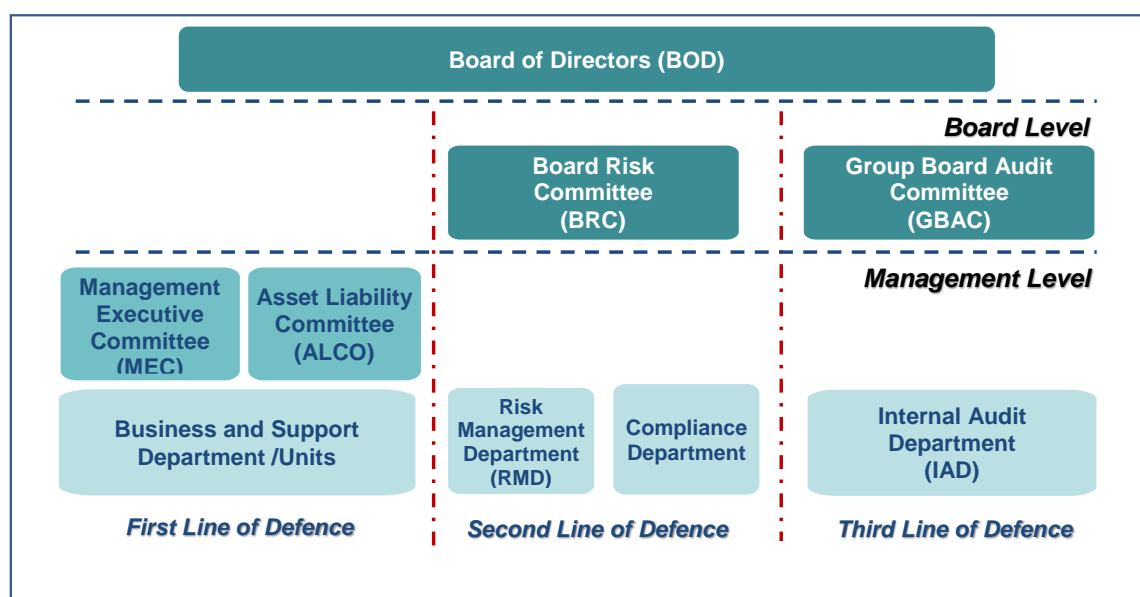 Board of Directors (BOD)
Board Level
Board Risk
Committee
(BRC)
Group Board Audit
Committee
(GBAC)
Management Level
Management
Executive
Committee
(MEC)
Asset Liability
Committee
(ALCO)
Business and Support
Department /Units
Risk
Management
Department
(RMD)
Compliance
Department
Internal Audit
Department
(IAD)
First Line of Defence
Second Line of Defence
Third Line of Defence